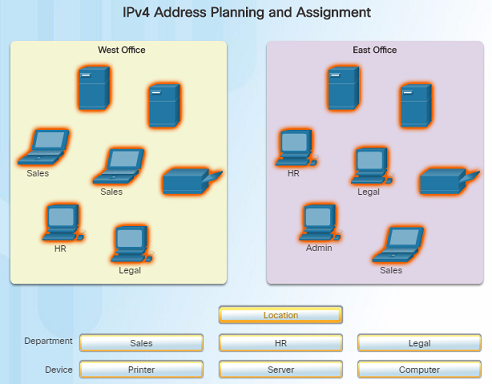 IPv4 Address Planning and Assignment
West Office
East Office
Sales
Sales
HR
Legal
HR
Legal
Admin
Sales
Location
Department
Sales
HR
Legal
Device
Printer
Server
Computer